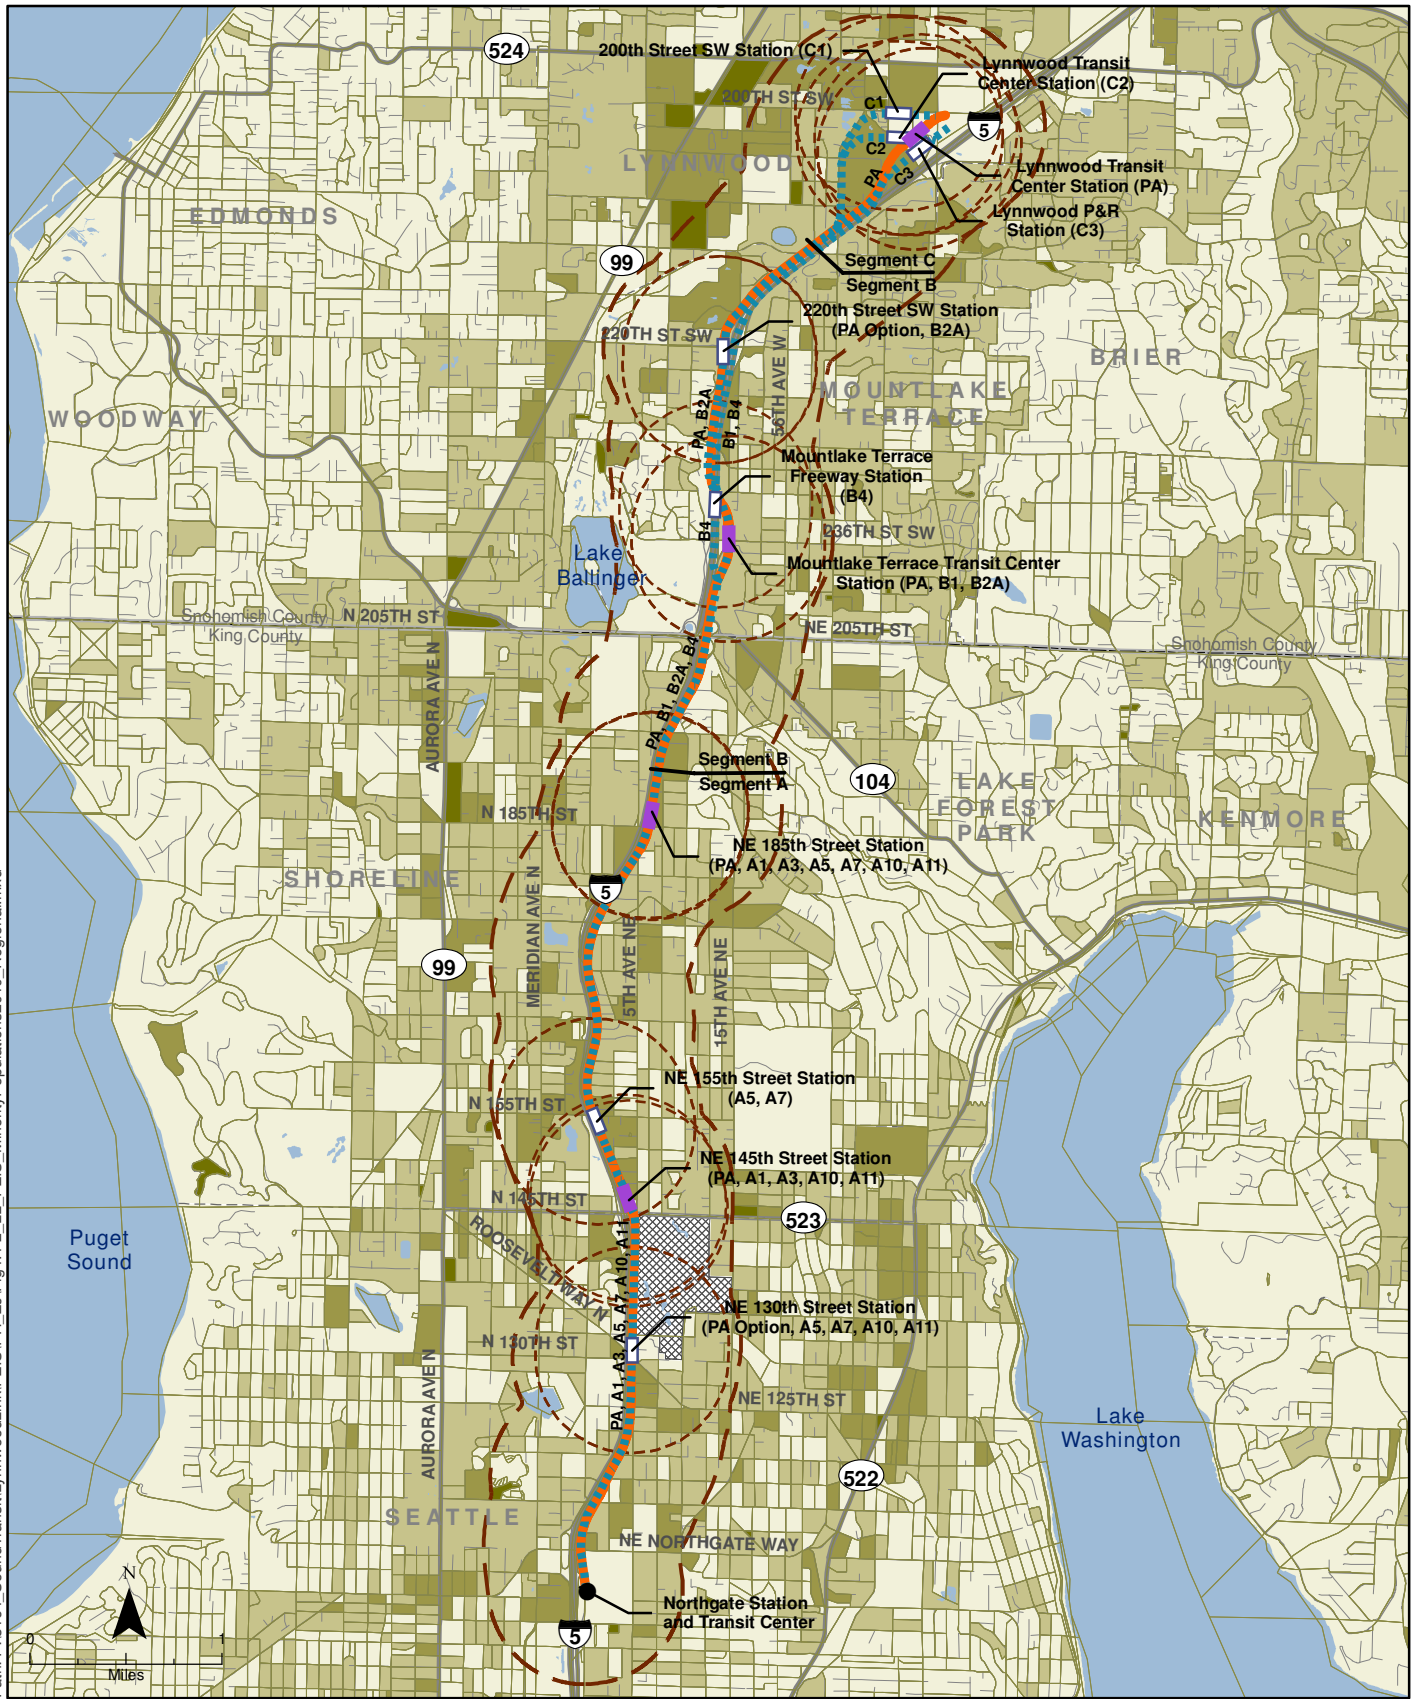 524
200th Street SW Station (C1)
Lynnwood Transit
Center Station (C2)
200TH ST SW
C1
5
C2
LYNNWOOD
PA
C3
Lynnwood Transit
Center Station (PA)
EDMONDS
Lynnwood P&R
Station (C3)
99
Segment C
Segment B
220th Street SW Station
(PA Option, B2A)
220TH ST SW
56TH AVE W
BRIER
MOUNTLAKE
TERRACE
WOODWAY
PA, B2A
B1, B4
Mountlake Terrace
Freeway Station
(B4)
B4
236TH ST SW
Lake
Ballinger
Mountlake Terrace Transit Center
Station (PA, B1, B2A)
Snohomish County
King County
N 205TH ST
NE 205TH ST
Snohomish County
King County
AURORA AVE N
PA, B1, B2A, B4
Segment B
Segment A
104
LAKE
FOREST
PARK
KENMORE
N 185TH ST
NE 185th Street Station
(PA, A1, A3, A5, A7, A10, A11)
SHORELINE
5
MERIDIAN AVE N
5TH AVE NE
15TH AVE NE
99
NE 155th Street Station
(A5, A7)
N 155TH ST
NE 145th Street Station
(PA, A1, A3, A10, A11)
N 145TH ST
523
ROOSEVELT WAY N
Puget
Sound
PA, A1, A3, A5, A7, A10, A11
NE 130th Street Station
(PA Option, A5, A7, A10, A11)
N 130TH ST
AURORA AVE N
NE 125TH ST
Lake
Washington
522
SEATTLE
NE NORTHGATE WAY
N
Northgate Station
and Transit Center
5
0
1
Miles